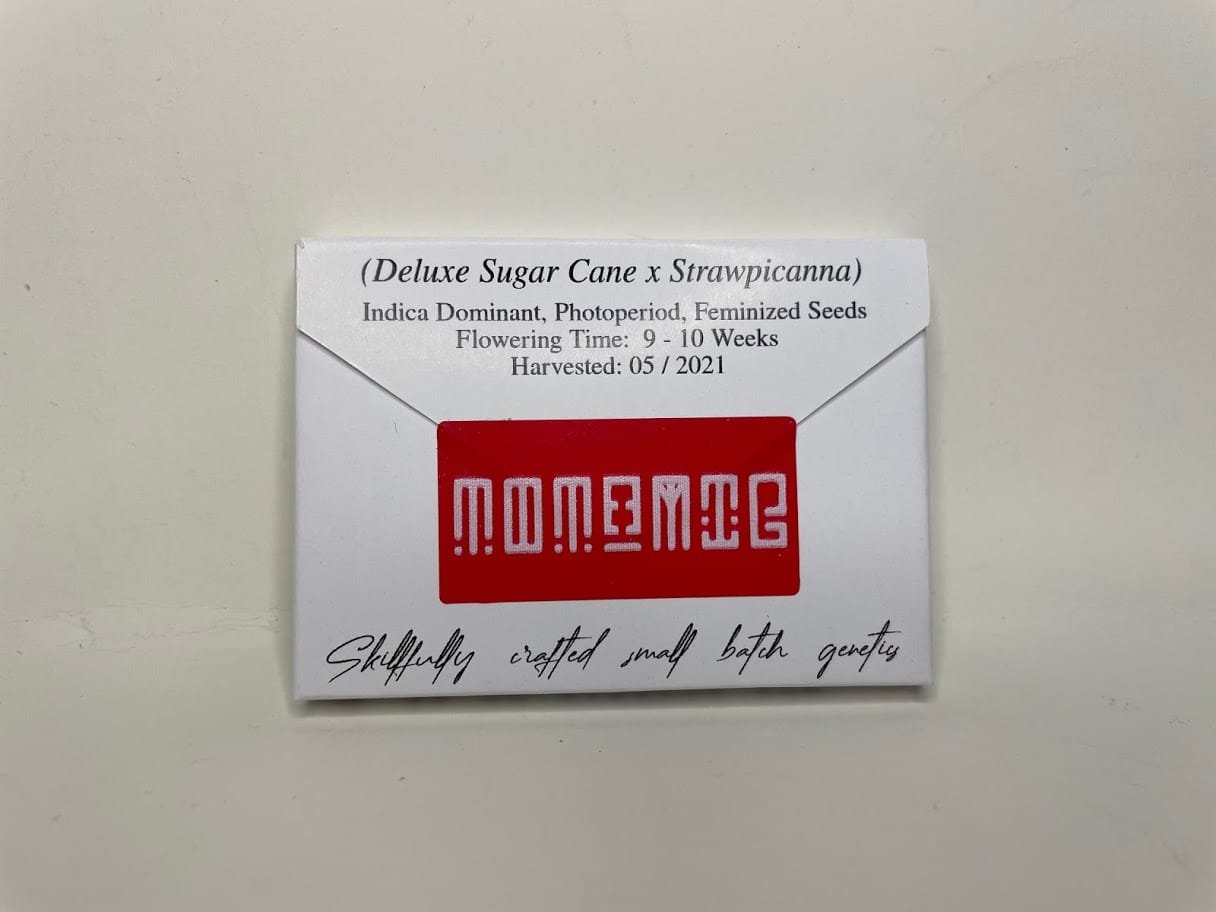 (Deluxe Sugar Cane x Strawpicanna)
Indica Dominant, Photoperiod, Feminized Seeds
Flowering Time: 9 - 10 Weeks
Harvested: 05 / 2021
Skillfully crafted small batch genetics